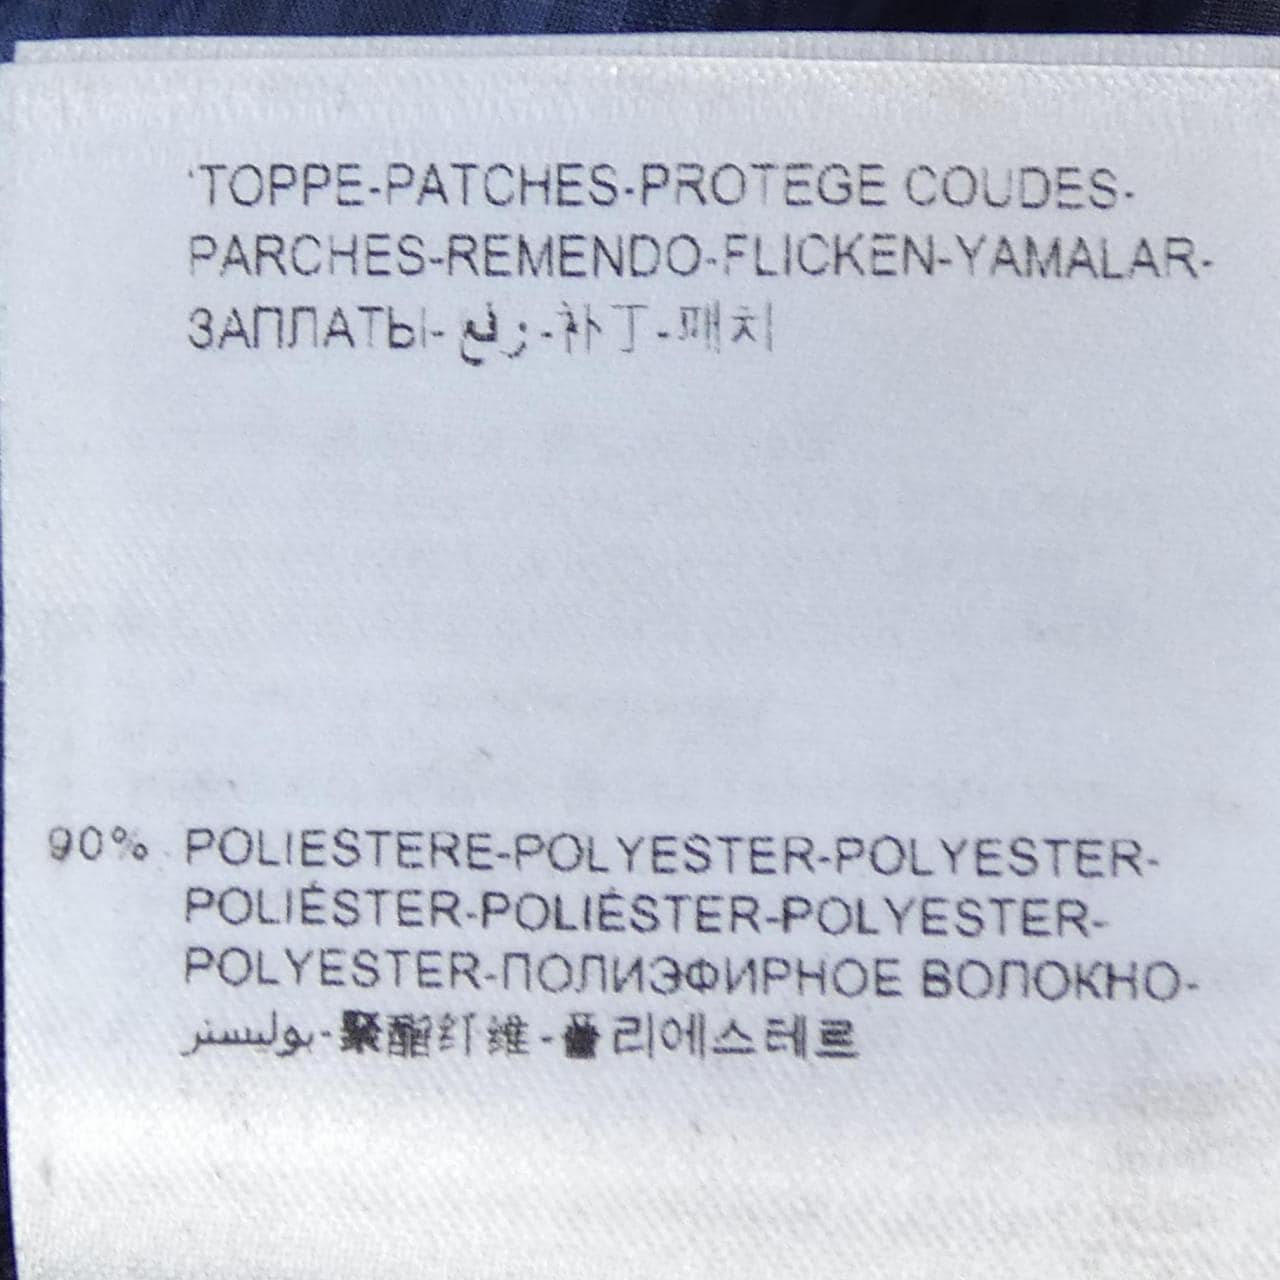 TOPPE-PATCHES-PROTEGE COUDES-
PARCHES-REMENDO-FLICKEN-YAMALAR-
ЗАПЛАТЫ-رقع-补丁-패치
90% POLIESTERE-POLYESTER-POLYESTER-
POLIÉSTER-POLIÉSTER-POLYESTER-
POLYESTER-ПОЛИЭФИРНОЕ ВОЛОКНО-
بوليستر-聚酯纤维-폴리에스테르